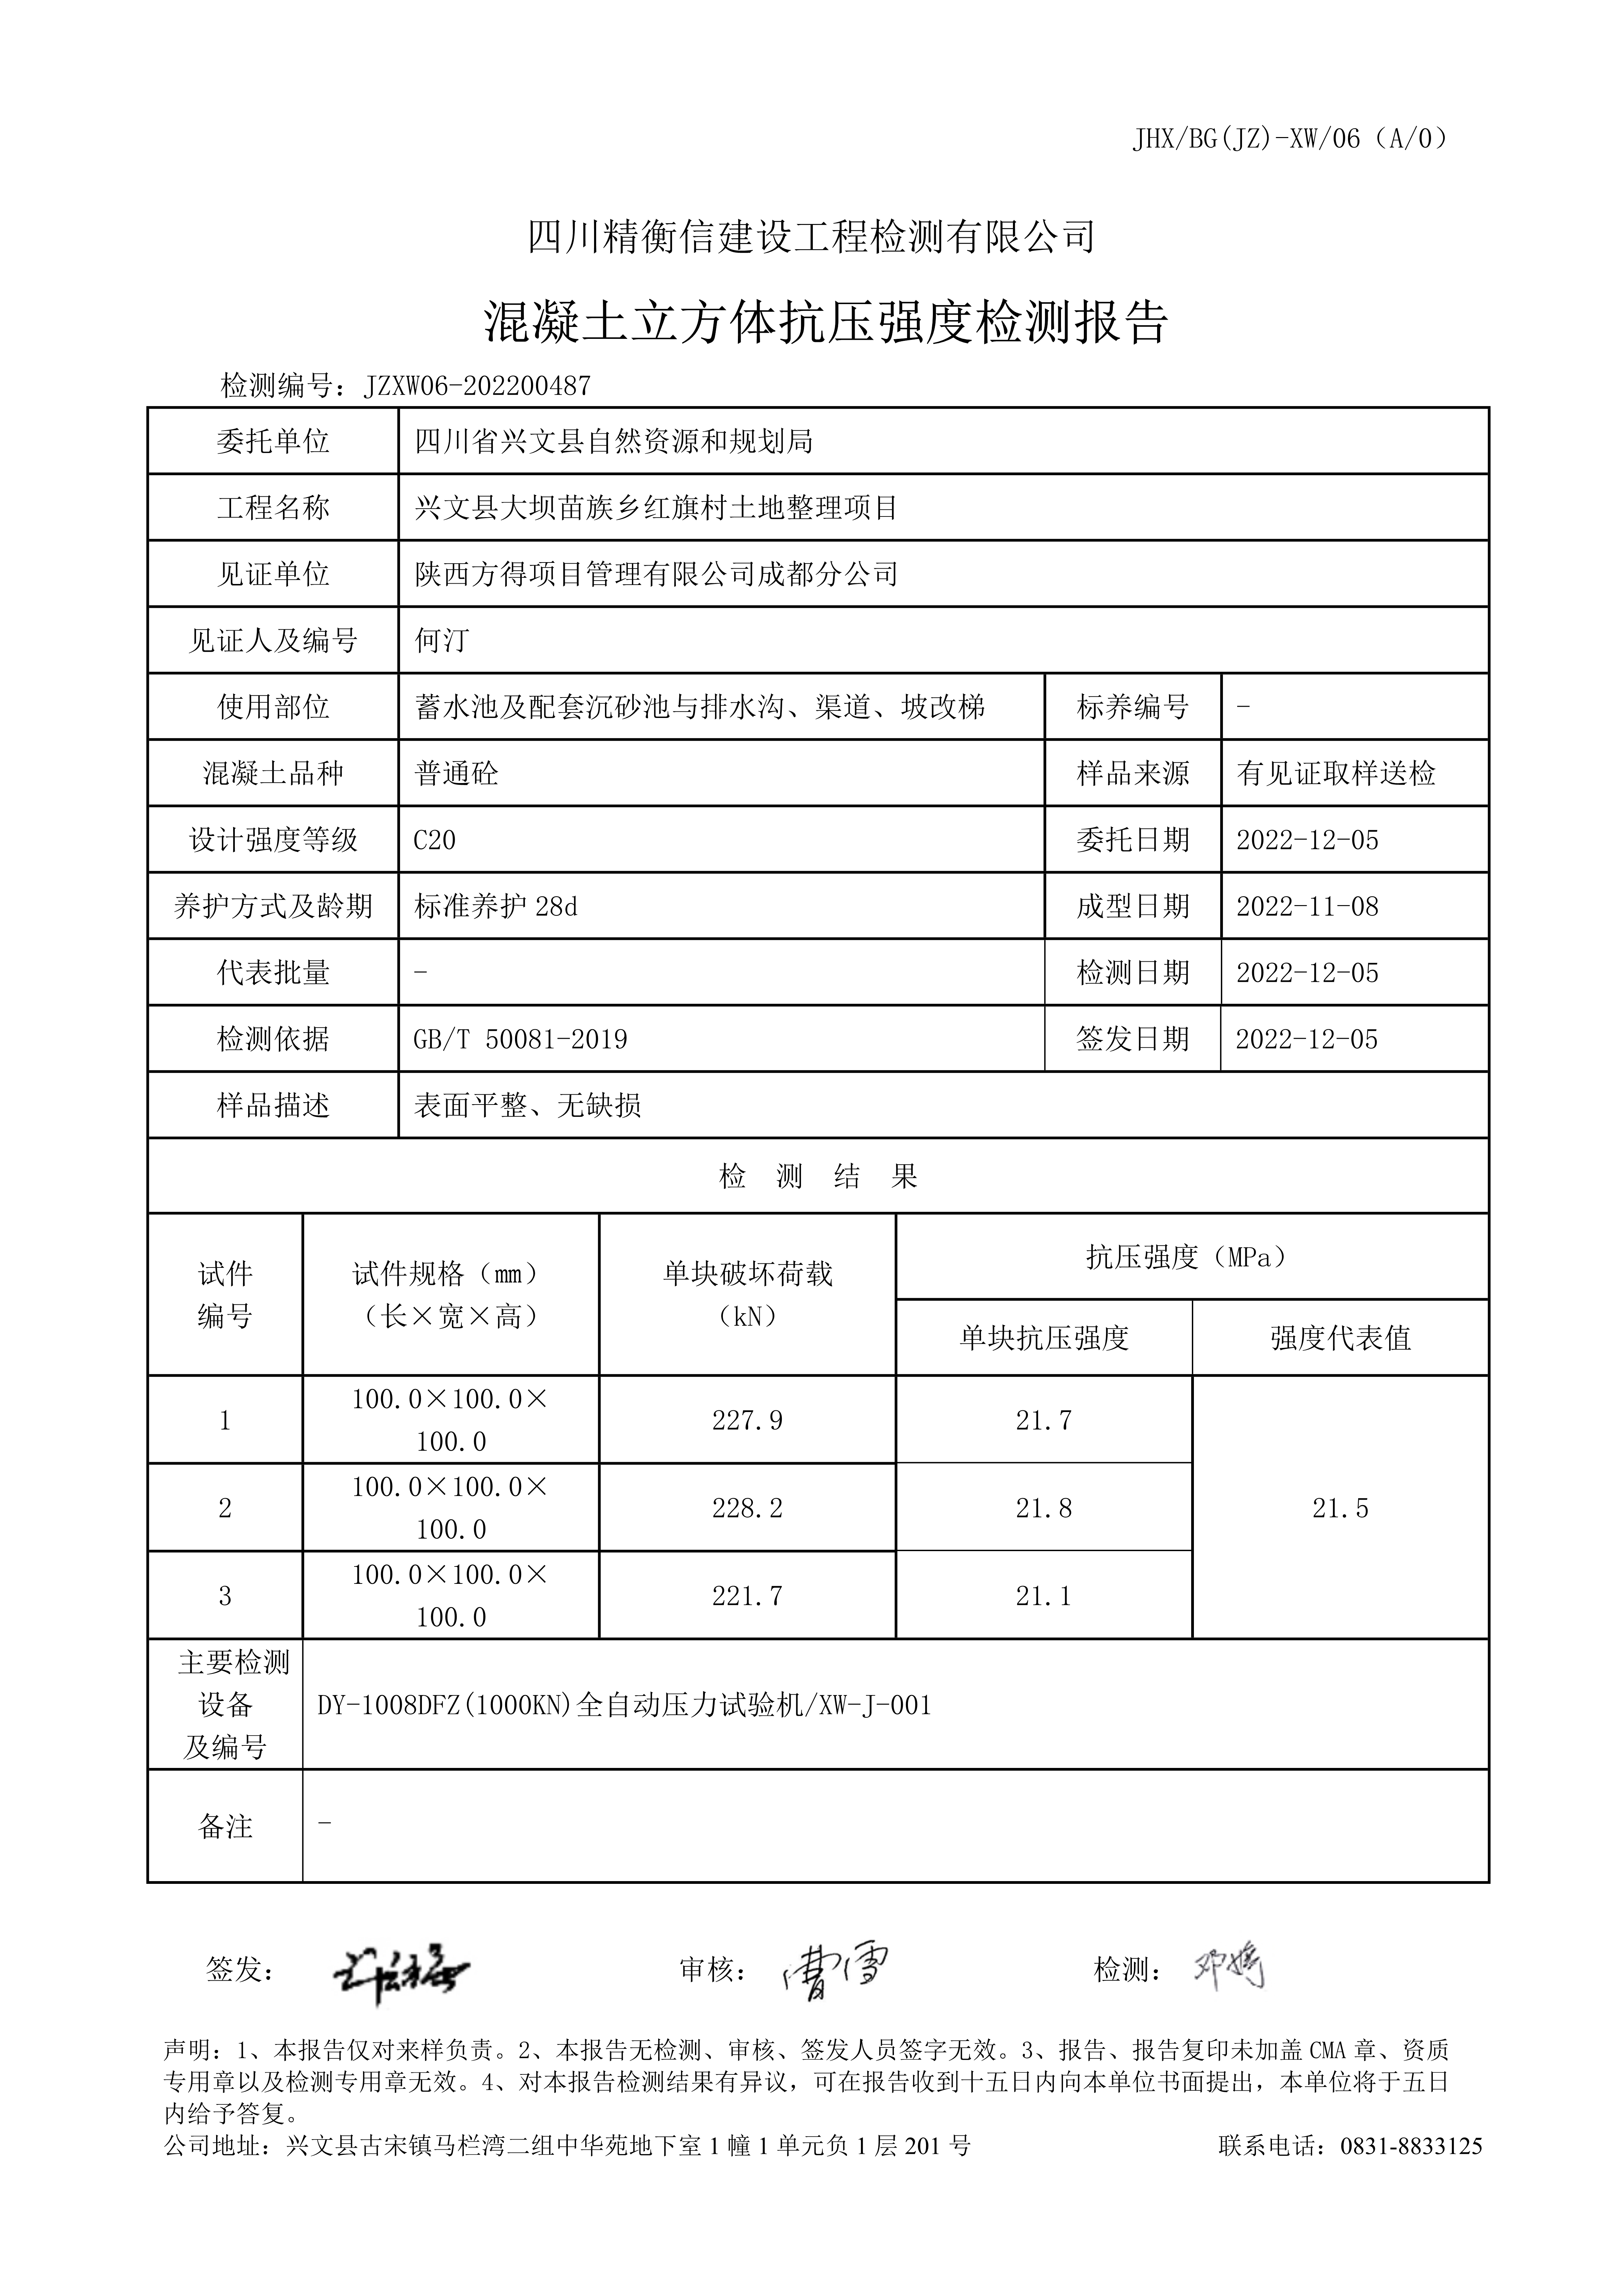 JHX/BG(JZ)-XW/06（A/0）
四川精衡信建设工程检测有限公司
混凝土立方体抗压强度检测报告
检测编号：JZXW06-202200487
委托单位 四川省兴文县自然资源和规划局
工程名称 兴文县大坝苗族乡红旗村土地整理项目
见证单位 陕西方得项目管理有限公司成都分公司
见证人及编号 何汀
使用部位 蓄水池及配套沉砂池与排水沟、渠道、坡改梯 标养编号 -
混凝土品种 普通砼 样品来源 有见证取样送检
设计强度等级 C20 委托日期 2022-12-05
养护方式及龄期 标准养护 28d 成型日期 2022-11-08
代表批量 - 检测日期 2022-12-05
检测依据 GB/T 50081-2019 签发日期 2022-12-05
样品描述 表面平整、无缺损
检 测 结 果
试件
编号
试件规格（mm）
（长×宽×高）
单块破坏荷载
（kN）
抗压强度（MPa）
单块抗压强度 强度代表值
100.0×100.0×
1 227.9 21.7
100.0
100.0×100.0×
2 228.2 21.8 21.5
100.0
100.0×100.0×
3 221.7 21.1
100.0
主要检测
设备
及编号
DY-1008DFZ(1000KN)全自动压力试验机/XW-J-001
备注 -
签发： 审核：曹雪 检测：邓婷
声明：1、本报告仅对来样负责。2、本报告无检测、审核、签发人员签字无效。3、报告、报告复印未加盖 CMA 章、资质
专用章以及检测专用章无效。4、对本报告检测结果有异议，可在报告收到十五日内向本单位书面提出，本单位将于五日
内给予答复。
公司地址：兴文县古宋镇马栏湾二组中华苑地下室 1 幢 1 单元负 1 层 201 号 联系电话：0831-8833125